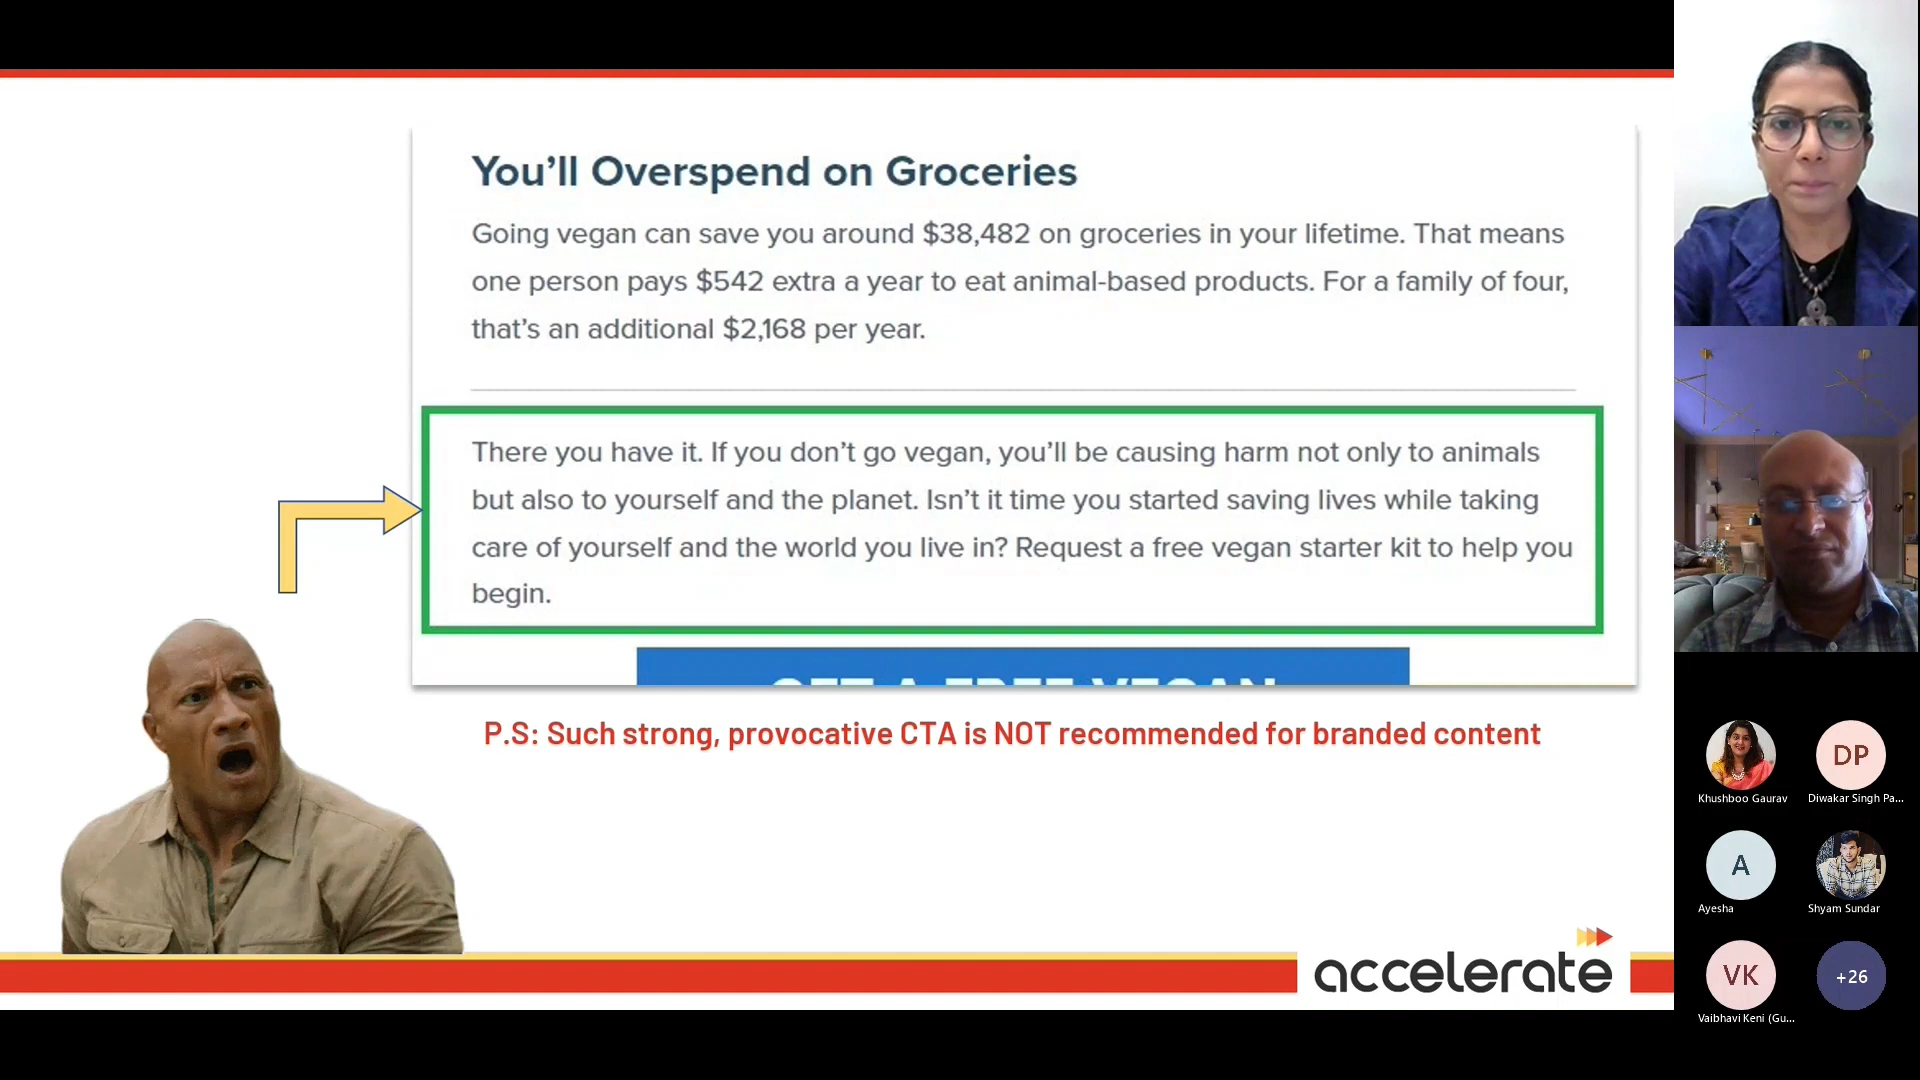 You’ll Overspend on Groceries
Going vegan can save you around $38,482 on groceries in your lifetime. That means
one person pays $542 extra a year to eat animal-based products. For a family of four,
that’s an additional $2,168 per year.
There you have it. If you don’t go vegan, you’ll be causing harm not only to animals
but also to yourself and the planet. Isn’t it time you started saving lives while taking
care of yourself and the world you live in? Request a free vegan starter kit to help you
begin.
GET A FREE VEGAN
P.S: Such strong, provocative CTA is NOT recommended for branded content
accelerate
Khushboo Gaurav
DP
Diwakar Singh Pa...
A
Ayesha
Shyam Sundar
VK
Vaibhavi Keni (Gu...
+26